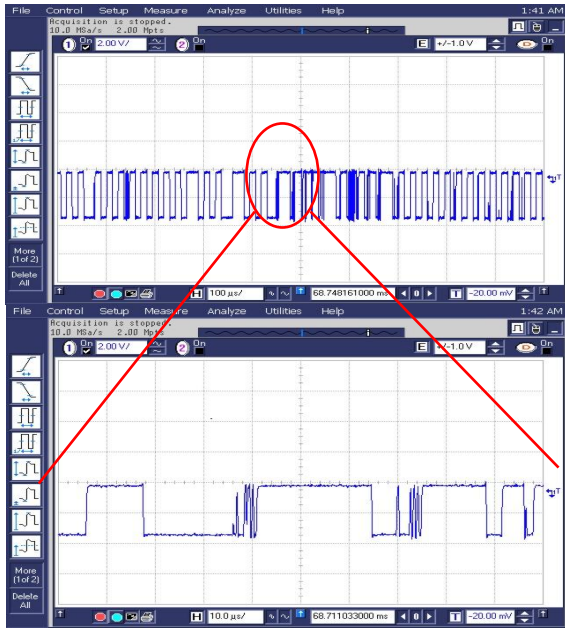 File Control Setup Measure Analyze Utilities Help 1:41 AM
Acquisition is stopped.
10.0 MSa/s 2.00 Mpts
1 On 2.00 V/ 2 On E +/-1.0 V D On
T
More
(1 of 2)
Delete
All
H 100 µs/ 68.748161000 ms 0 T -20.00 mV
File Control Setup Measure Analyze Utilities Help 1:42 AM
Acquisition is stopped.
10.0 MSa/s 2.00 Mpts
1 On 2.00 V/ 2 On E +/-1.0 V D On
T
More
(1 of 2)
Delete
All
H 10.0 µs/ 68.711033000 ms 0 T -20.00 mV